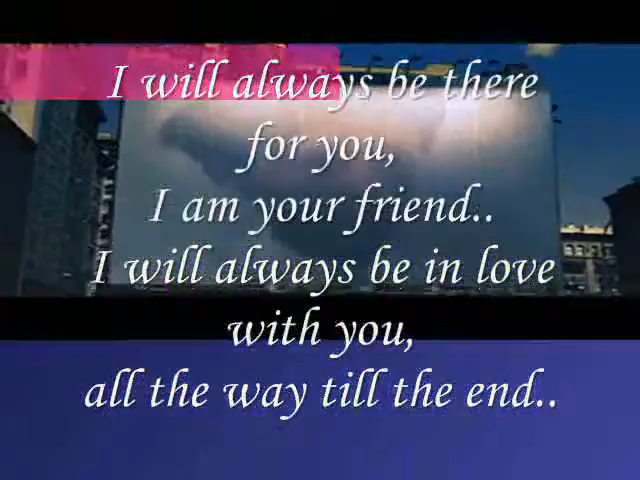 I will always be there
for you,
I am your friend..
I will always be in love
with you,
all the way till the end..